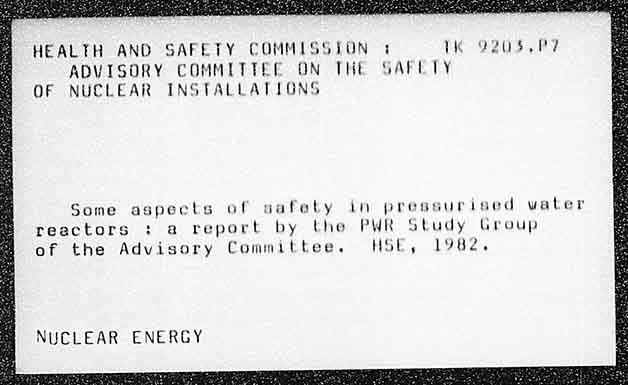 HEALTH AND SAFETY COMMISSION : TK 9203.P7
ADVISORY COMMITTEE ON THE SAFETY
OF NUCLEAR INSTALLATIONS
Some aspects of safety in pressurised water
reactors : a report by the PWR Study Group
of the Advisory Committee. HSE, 1982.
NUCLEAR ENERGY